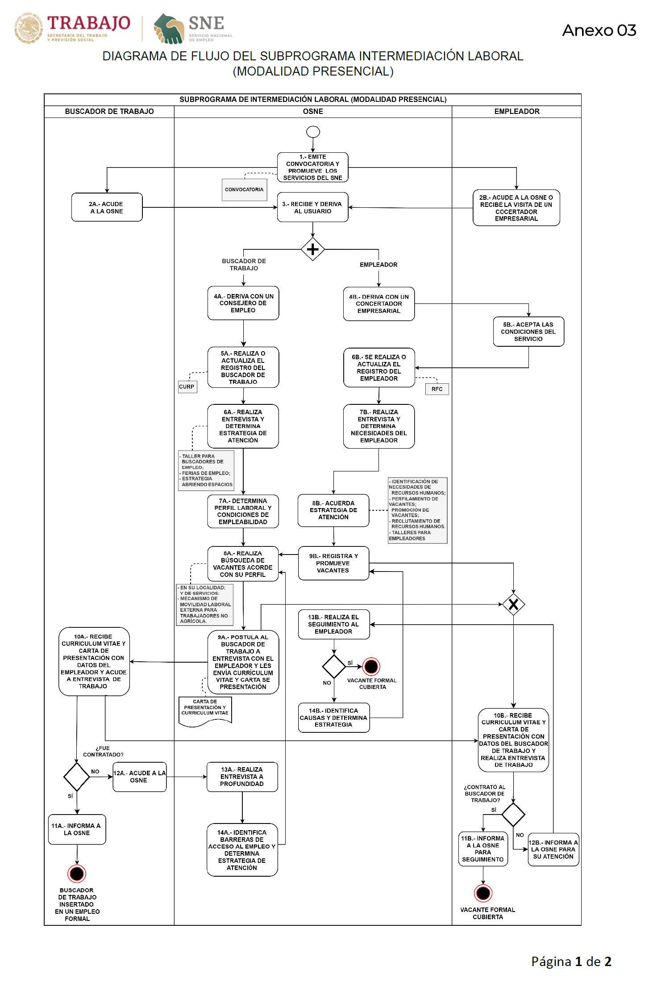 TRABAJO
SECRETARÍA DEL TRABAJO
Y PREVISIÓN SOCIAL
SNE
SERVICIO NACIONAL
DE EMPLEO
Anexo 03
DIAGRAMA DE FLUJO DEL SUBPROGRAMA INTERMEDIACIÓN LABORAL
(MODALIDAD PRESENCIAL)
SUBPROGRAMA DE INTERMEDIACIÓN LABORAL (MODALIDAD PRESENCIAL)
BUSCADOR DE TRABAJO
OSNE
EMPLEADOR
1.- EMITE
CONVOCATORIA Y
PROMUEVE LOS
SERVICIOS DEL SNE
CONVOCATORIA
2A.- ACUDE
A LA OSNE
3.- RECIBE Y DERIVA
AL USUARIO
2B.- ACUDE A LA OSNE O
RECIBE LA VISITA DE UN
COCERTADOR
EMPRESARIAL
BUSCADOR DE
TRABAJO
EMPLEADOR
4A.- DERIVA CON UN
CONSEJERO DE
EMPLEO
4B.- DERIVA CON UN
CONCERTADOR
EMPRESARIAL
5B.- ACEPTA LAS
CONDICIONES DEL
SERVICIO
5A.- REALIZA O
ACTUALIZA EL
REGISTRO DEL
BUSCADOR DE
TRABAJO
CURP
6B.- SE REALIZA O
ACTUALIZA EL
REGISTRO DEL
EMPLEADOR
RFC
6A.- REALIZA
ENTREVISTA Y
DETERMINA
ESTRATEGIA DE
ATENCIÓN
7B.- REALIZA
ENTREVISTA Y
DETERMINA
NECESIDADES DEL
EMPLEADOR
- TALLER PARA
BUSCADORES DE
EMPLEO;
- FERIAS DE EMPLEO;
- ESTRATEGIA
ABRIENDO ESPACIOS
7A.- DETERMINA
PERFIL LABORAL Y
CONDICIONES DE
EMPLEABILIDAD
8B.- ACUERDA
ESTRATEGIA DE
ATENCIÓN
- IDENTIFICACIÓN DE
NECESIDADES DE
RECURSOS HUMANOS;
- PERFILAMIENTO DE
VACANTES;
PROMOCIÓN DE
VACANTES;
- RECLUTAMIENTO DE
RECURSOS HUMANOS.
- TALLERES PARA
EMPLEADORES
8A.- REALIZA
BÚSQUEDA DE
VACANTES ACORDE
CON SU PERFIL
9B.- REGISTRA Y
PROMUEVE
VACANTES
- EN SU LOCALIDAD;
Y DE SERVICIOS:
- MECANISMO DE
MOVILIDAD LABORAL
EXTERNA PARA
TRABAJADORES NO
AGRÍCOLA.
13B.- REALIZA EL
SEGUIMIENTO AL
EMPLEADOR
10A.- RECIBE
CURRICULUM VITAE Y
CARTA DE
PRESENTACIÓN CON
DATOS DEL
EMPLEADOR Y ACUDE
A ENTREVISTA DE
TRABAJO
9A.- POSTULA AL
BUSCADOR DE
TRABAJO A
ENTREVISTA CON EL
EMPLEADOR Y LES
ENVÍA CURRÍCULUM
VITAE Y CARTA SE
PRESENTACIÓN
SÍ
NO
VACANTE FORMAL
CUBIERTA
CARTA DE
PRESENTACIÓN Y
CURRICULUM VITAE
14B.- IDENTIFICA
CAUSAS Y DETERMINA
ESTRATEGIA
10B.- RECIBE
CURRICULUM VITAE Y
CARTA DE
PRESENTACIÓN CON
DATOS DEL BUSCADOR
DE TRABAJO Y
REALIZA ENTREVISTA
DE TRABAJO
¿FUE
CONTRATADO?
NO
SÍ
12A.- ACUDE A LA
OSNE
13A.- REALIZA
ENTREVISTA A
PROFUNDIDAD
¿CONTRATÓ AL
BUSCADOR DE
TRABAJO?
SÍ
NO
11A.- INFORMA A
LA OSNE
14A.- IDENTIFICA
BARRERAS DE
ACCESO AL EMPLEO Y
DETERMINA
ESTRATEGIA DE
ATENCIÓN
11B.- INFORMA
A LA OSNE
PARA
SEGUIMIENTO
12B.- INFORMA A
LA OSNE PARA
SU ATENCIÓN
BUSCADOR
DE TRABAJO
INSERTADO
EN UN EMPLEO
FORMAL
VACANTE FORMAL
CUBIERTA
Página 1 de 2